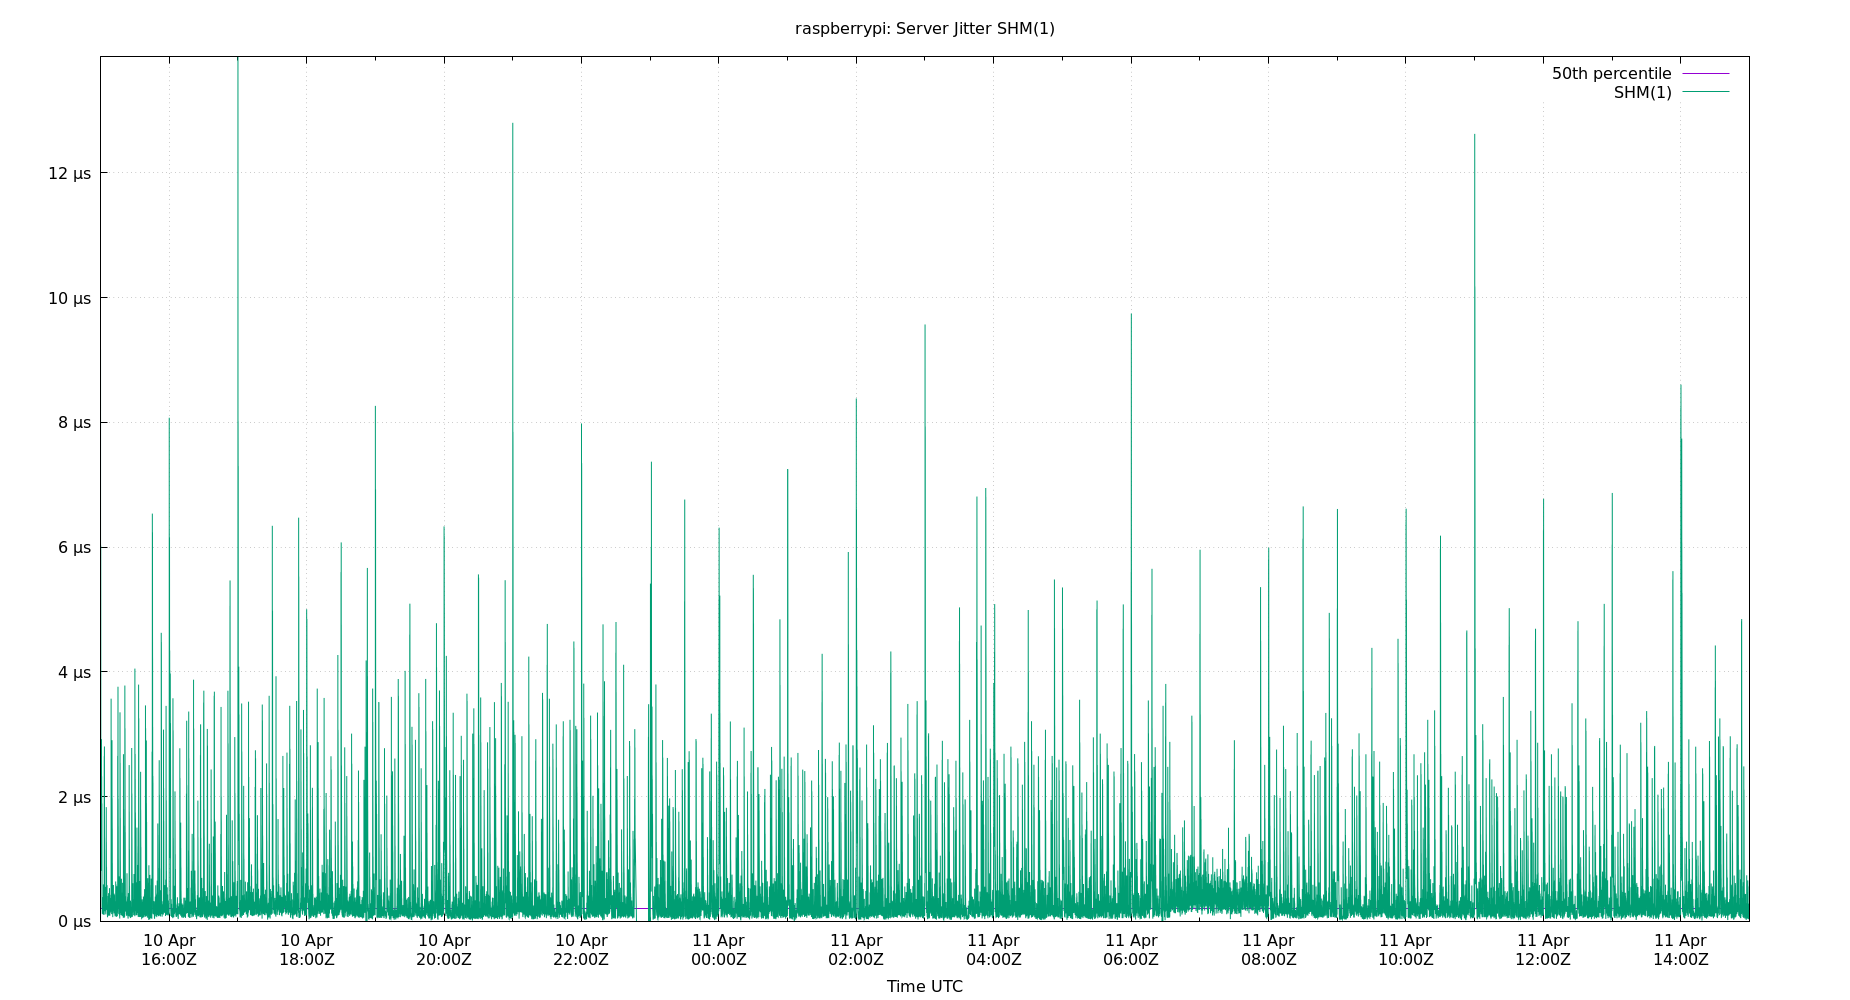 raspberrypi: Server Jitter SHM(1)
50th percentile
SHM(1)
12 µs
10 µs
8 µs
6 µs
4 µs
2 µs
0 µs
10 Apr 10 Apr 10 Apr 10 Apr 11 Apr 11 Apr 11 Apr 11 Apr 11 Apr 11 Apr 11 Apr 11 Apr
16:00Z 18:00Z 20:00Z 22:00Z 00:00Z 02:00Z 04:00Z 06:00Z 08:00Z 10:00Z 12:00Z 14:00Z
Time UTC